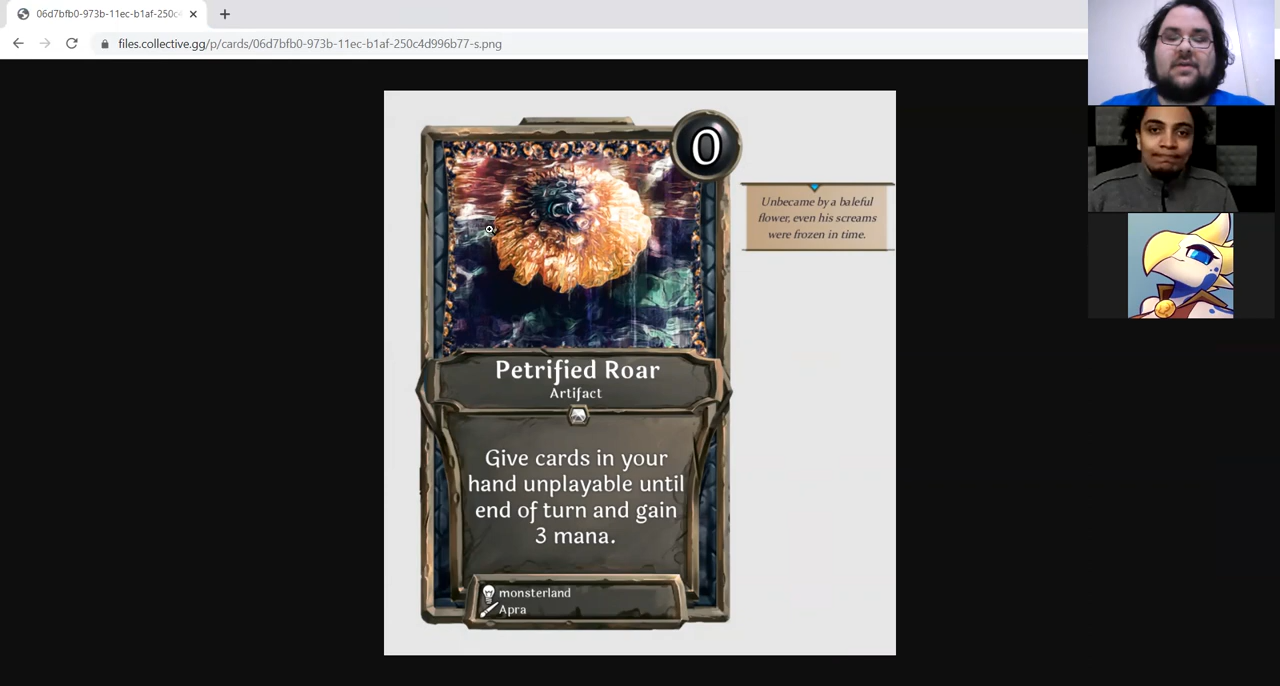 06d7bfb0-973b-11ec-b1af-250c4
files.collective.gg/p/cards/06d7bfb0-973b-11ec-b1af-250c4d996b77-s.png
0
Unbecame by a baleful
flower, even his screams
were frozen in time.
Petrified Roar
Artifact
Give cards in your
hand unplayable until
end of turn and gain
3 mana.
monsterland
Apra